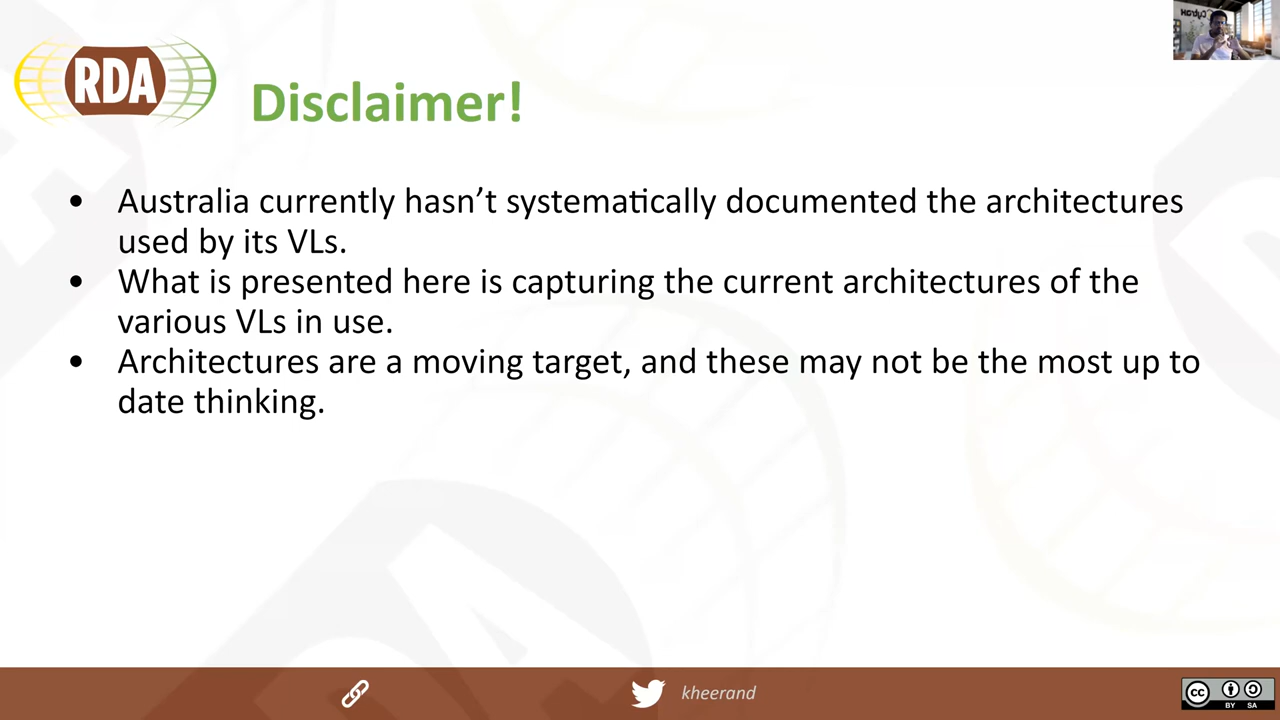 RDA
Disclaimer!
• Australia currently hasn’t systematically documented the architectures
used by its VLs.
• What is presented here is capturing the current architectures of the
various VLs in use.
• Architectures are a moving target, and these may not be the most up to
date thinking.
kheerand
cc
BY SA